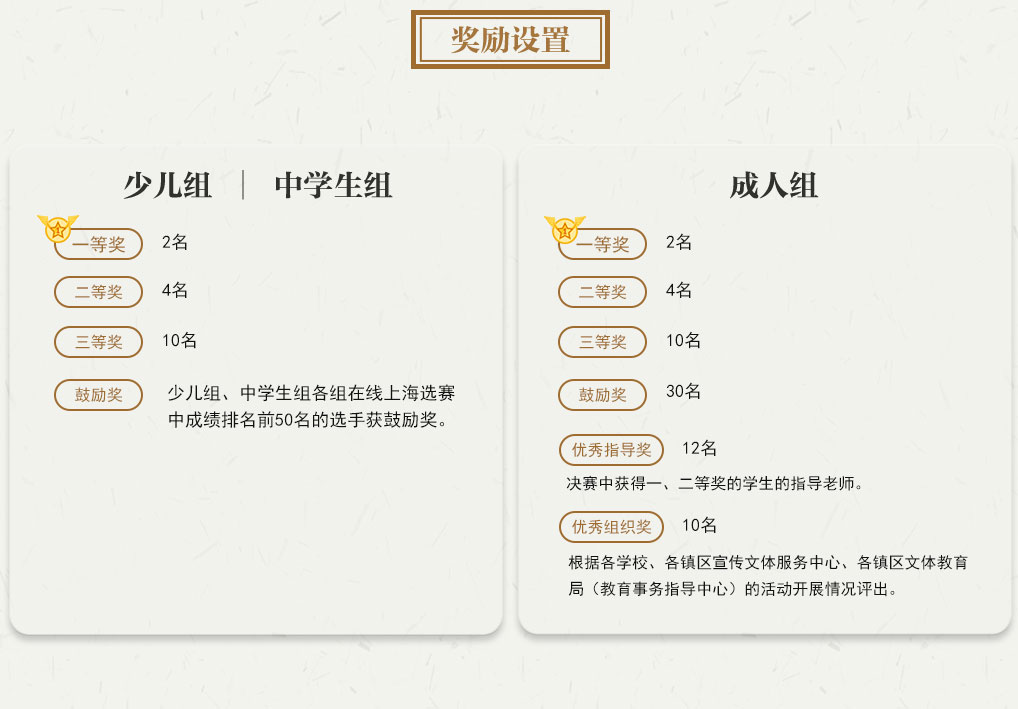 奖励设置
少儿组 | 中学生组
一等奖 2名
二等奖 4名
三等奖 10名
鼓励奖 少儿组、中学生组各组在线上海选赛
中成绩排名前50名的选手获鼓励奖。
成人组
一等奖 2名
二等奖 4名
三等奖 10名
鼓励奖 30名
优秀指导奖 12名
决赛中获得一、二等奖的学生的指导老师。
优秀组织奖 10名
根据各学校、各镇区宣传文体服务中心、各镇区文体教育
局（教育事务指导中心）的活动开展情况评出。